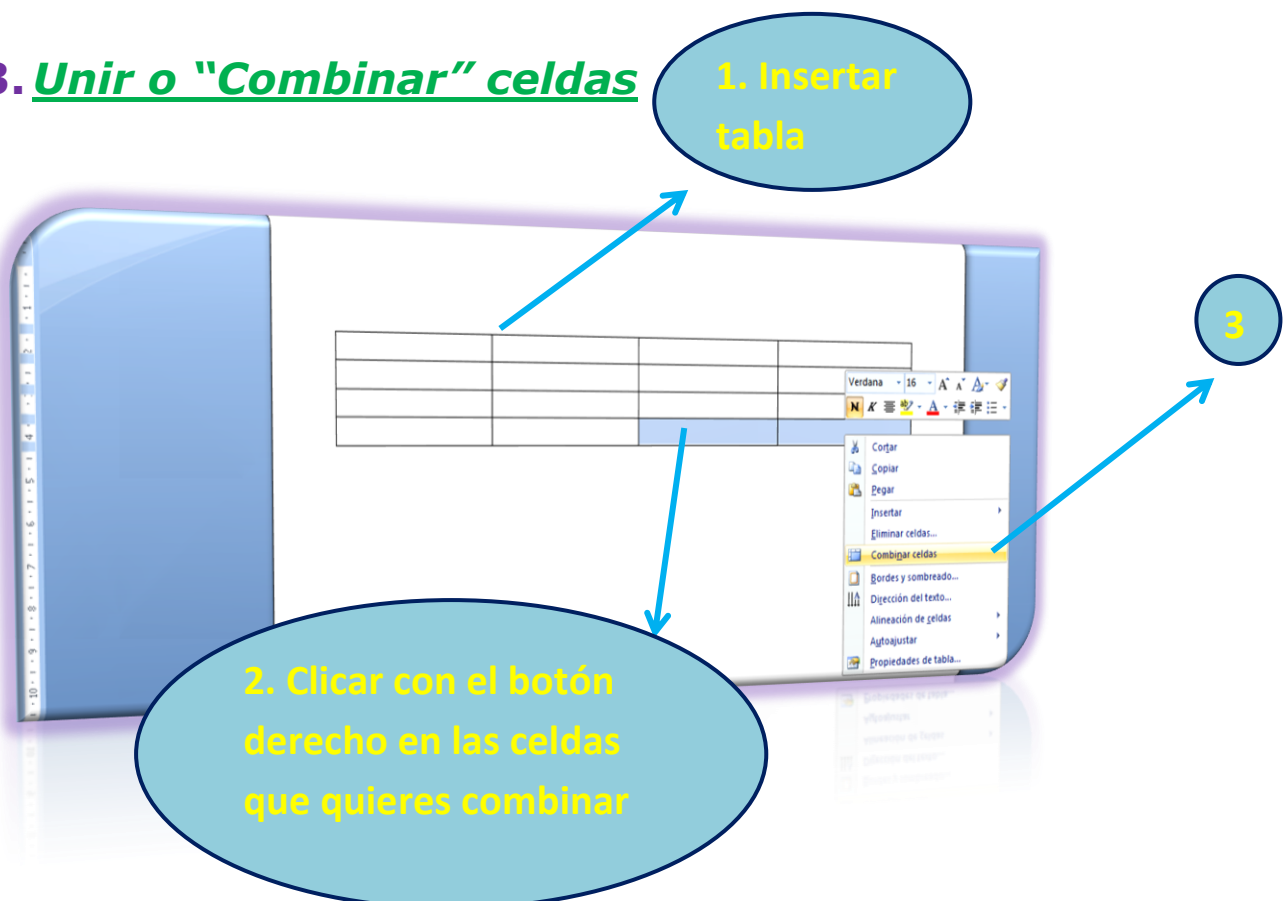 3. Unir o “Combinar” celdas
1. Insertar
tabla
3
Verdana 16
N K
Cortar
Copiar
Pegar
Insertar
Eliminar celdas...
Combinar celdas
Bordes y sombreado...
Dirección del texto...
Alineación de celdas
Autoajustar
Propiedades de tabla...
2. Clicar con el botón
derecho en las celdas
que quieres combinar